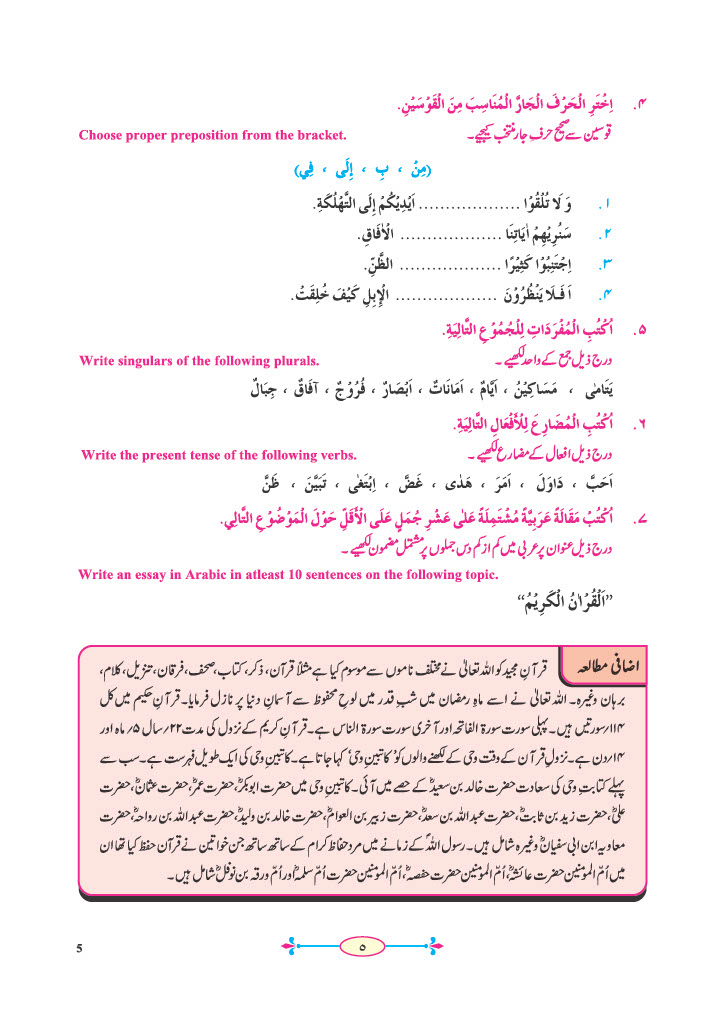 ۴. اِخْتَرِ الْحَرْفَ الْجَارَّ الْمُنَاسِبَ مِنَ الْقَوْسَيْنِ.
Choose proper preposition from the bracket. قوسین سے صحیح حرفِ جار منتخب کیجیے۔
(مِنْ ، بِ ، إِلَى ، فِي)
۱. وَ لَا تُلْقُوْا ................... اَيْدِيْكُمْ إِلَى التَّهْلُكَةِ.
۲. سَنُرِيْهِمْ اٰيَاتِنَا ................... الْاٰفَاقِ.
۳. اِجْتَنِبُوْا كَثِيْرًا ................... الظَّنِّ.
۴. اَ فَـلَا يَنْظُرُوْنَ ................... الْإِبِلِ كَيْفَ خُلِقَتْ.
۵. اُكْتُبِ الْمُفْرَدَاتِ لِلْجُمُوْعِ التَّالِيَةِ.
Write singulars of the following plurals. درج ذیل جمع کے واحد لکھیے۔
يَتَامٰى ، مَسَاكِيْنُ ، اَيَّامٌ ، اَمَانَاتٌ ، اَبْصَارٌ ، فُرُوْجٌ ، آفَاقٌ ، جِبَالٌ
۶. اُكْتُبِ الْمُضَارِعَ لِلْأَفْعَالِ التَّالِيَةِ.
Write the present tense of the following verbs. درج ذیل افعال کے مضارع لکھیے۔
اَحَبَّ ، دَاوَلَ ، اَمَرَ ، هَدٰى ، غَضَّ ، اِبْتَغٰى ، تَبَيَّنَ ، ظَنَّ
۷. اُكْتُبْ مَقَالَةً عَرَبِيَّةً مُشْتَمِلَةً عَلٰى عَشْرِ جُمَلٍ عَلَى الْأَقَلِّ حَوْلَ الْمَوْضُوْعِ التَّالِي.
درج ذیل عنوان پر عربی میں کم از کم دس جملوں پر مشتمل مضمون لکھیے۔
Write an essay in Arabic in atleast 10 sentences on the following topic.
”اَلْقُرْاٰنُ الْكَرِيْمُ“
اضافی مطالعہ
قرآنِ مجید کو اللہ تعالیٰ نے مختلف ناموں سے موسوم کیا ہے مثلاً قرآن، ذکر، کتاب، صحف، فرقان، تنزیل، کلام،
برہان وغیرہ۔ اللہ تعالیٰ نے اسے ماہِ رمضان میں شبِ قدر میں لوحِ محفوظ سے آسمانِ دنیا پر نازل فرمایا۔ قرآنِ حکیم میں کل
۱۱۴؍سورتیں ہیں۔ پہلی سورت سورۃ الفاتحہ اور آخری سورت سورۃ الناس ہے۔ قرآنِ کریم کے نزول کی مدت ۲۲؍سال ۵؍ماہ اور
۱۴؍دن ہے۔ نزولِ قرآن کے وقت وحی کے لکھنے والوں کو ’کاتبینِ وحی‘ کہا جاتا ہے۔ کاتبینِ وحی کی ایک طویل فہرست ہے۔ سب سے
پہلے کتابتِ وحی کی سعادت حضرت خالد بن سعیدؓ کے حصے میں آئی۔ کاتبینِ وحی میں حضرت ابوبکرؓ، حضرت عمرؓ، حضرت عثمانؓ، حضرت
علیؓ، حضرت زید بن ثابتؓ، حضرت عبداللہ بن سعدؓ، حضرت زبیر بن العوامؓ، حضرت خالد بن ولیدؓ، حضرت عبداللہ بن رواحہؓ، حضرت
معاویہ ابن ابی سفیانؓ وغیرہ شامل ہیں۔ رسول اللہؐ کے زمانے میں مرد حفاظ کرام کے ساتھ ساتھ جن خواتین نے قرآن حفظ کیا تھا ان
میں اُمّ المومنین حضرت عائشہؓ، اُمّ المومنین حضرت حفصہؓ، اُمّ المومنین حضرت اُمّ سلمہؓ اور اُمّ ورقہ بن نوفلؓ شامل ہیں۔
5
۵